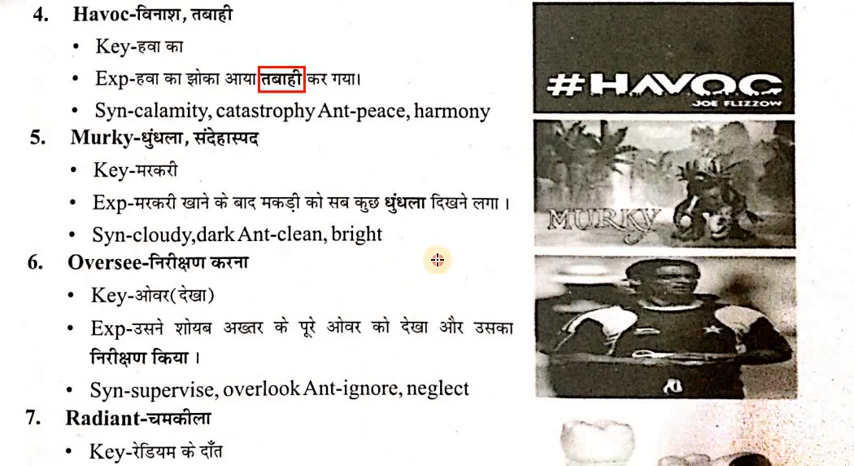 4. Havoc-विनाश, तबाही
• Key-हवा का
• Exp-हवा का झोका आया तबाही कर गया।
• Syn-calamity, catastrophy Ant-peace, harmony
#HAVOC
JOE FLIZZOW
5. Murky-धुंधला, संदेहास्पद
• Key-मरकरी
• Exp-मरकरी खाने के बाद मकड़ी को सब कुछ धुंधला दिखने लगा ।
• Syn-cloudy,dark Ant-clean, bright
MURKY
6. Oversee-निरीक्षण करना
• Key-ओवर(देखा)
• Exp-उसने शोयब अख्तर के पूरे ओवर को देखा और उसका
निरीक्षण किया ।
• Syn-supervise, overlook Ant-ignore, neglect
7. Radiant-चमकीला
• Key-रेडियम के दाँत